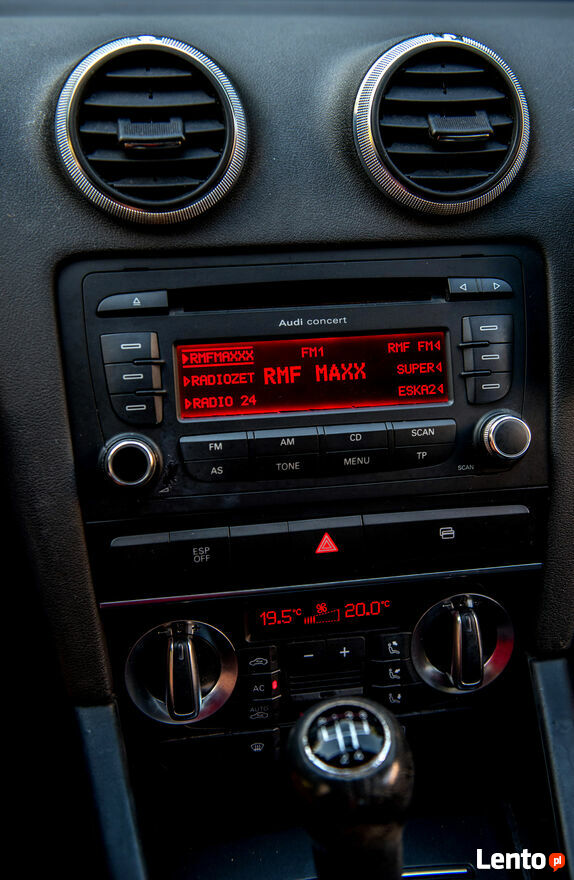 Audi concert
RMFMAXXX FM1 RMF FM
RADIOZET RMF MAXX SUPER
RADIO 24 ESKA24
FM AM CD SCAN
AS TONE MENU TP
SCAN
ESP
OFF
19.5°C 20.0°C
- +
AC
AUTO
Lento.pl